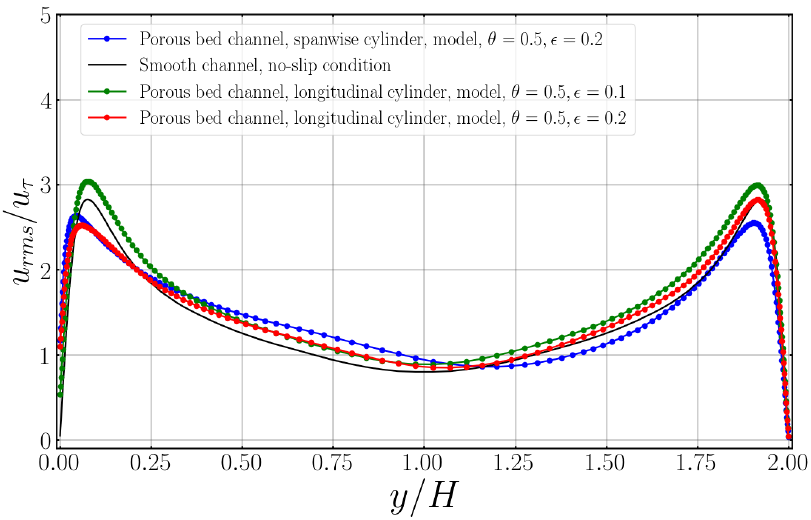 5
4
3
2
1
0
u_{rms}/u_τ
Porous bed channel, spanwise cylinder, model, θ = 0.5, ϵ = 0.2
Smooth channel, no-slip condition
Porous bed channel, longitudinal cylinder, model, θ = 0.5, ϵ = 0.1
Porous bed channel, longitudinal cylinder, model, θ = 0.5, ϵ = 0.2
0.00 0.25 0.50 0.75 1.00 1.25 1.50 1.75 2.00
y/H